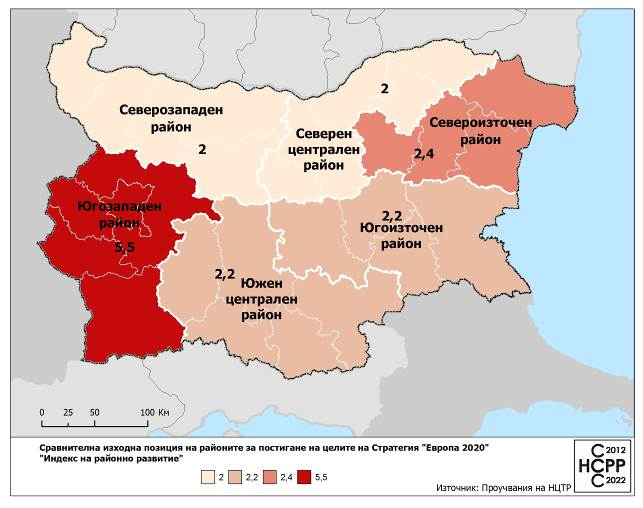 2
Северозападен
район
2
Северен
централен
район
Североизточен
район
2,4
Югозападен
район
5,5
2,2
Югоизточен
район
2,2
Южен
централен
район
0 25 50 100 Км
Сравнителна изходна позиция на районите за постигане на целите на Стратегия "Европа 2020"
"Индекс на районно развитие"
2 2,2 2,4 5,5
Източник: Проучвания на НЦТР
C 2012
НСРР
C 2022